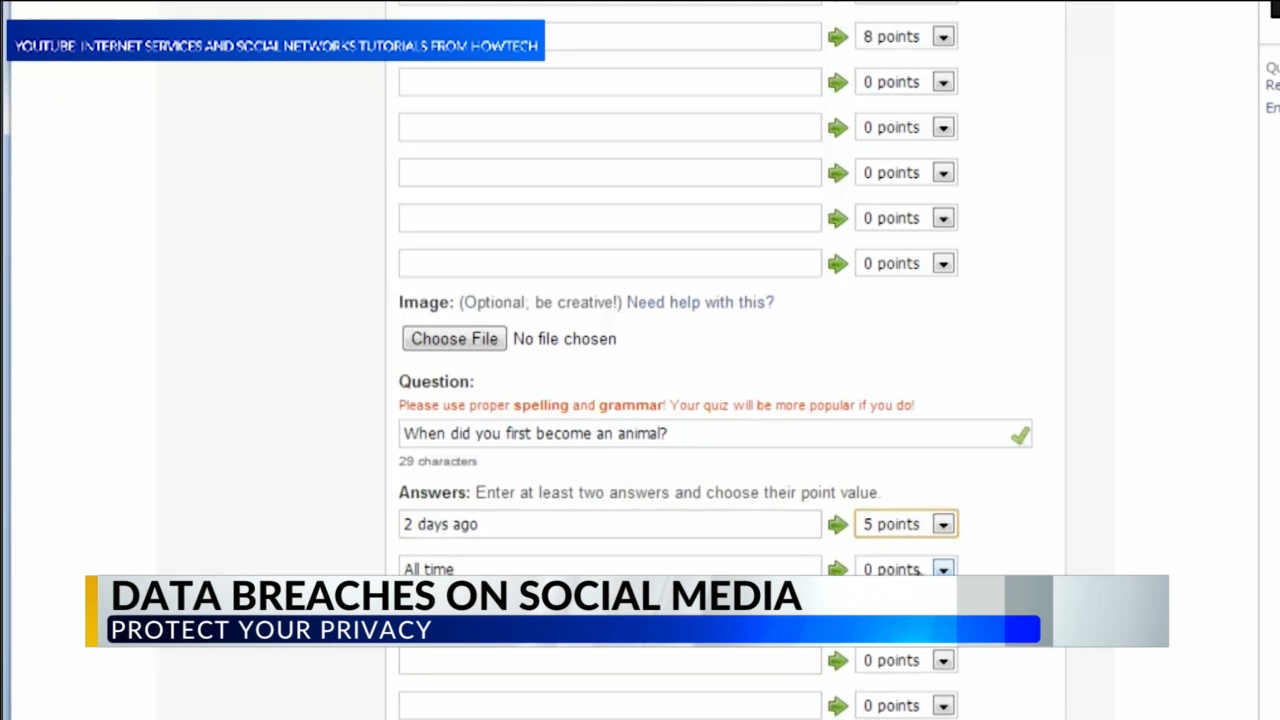 YOUTUBE: INTERNET SERVICES AND SOCIAL NETWORKS TUTORIALS FROM HOWTECH
8 points
0 points
Qu
Re
0 points
En
0 points
0 points
0 points
Image: (Optional; be creative!) Need help with this?
Choose File No file chosen
Question:
Please use proper spelling and grammar! Your quiz will be more popular if you do!
When did you first become an animal?
29 characters
Answers: Enter at least two answers and choose their point value.
2 days ago 5 points
All time 0 points
DATA BREACHES ON SOCIAL MEDIA
PROTECT YOUR PRIVACY
0 points
0 points